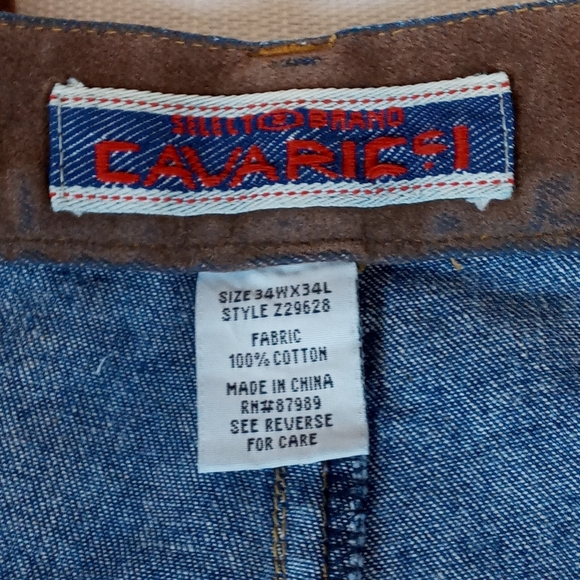 SELECT Z BRAND
CAVARICCI
SIZE 34WX34L
STYLE Z29628
FABRIC
100% COTTON
MADE IN CHINA
RN#87989
SEE REVERSE
FOR CARE